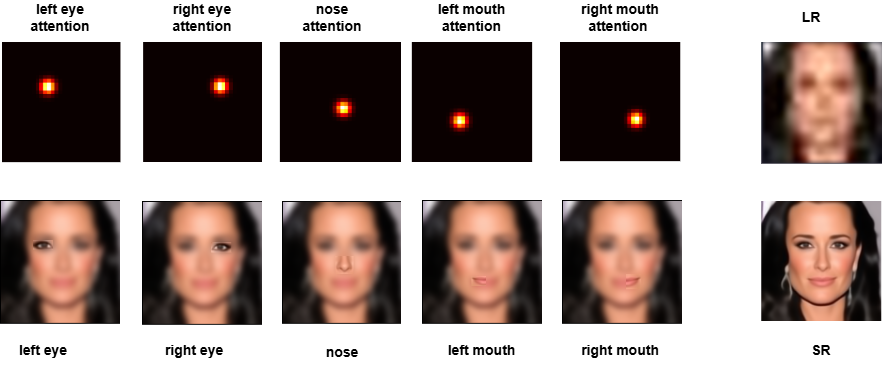 left eye
attention
right eye
attention
nose
attention
left mouth
attention
right mouth
attention
LR
left eye
right eye
nose
left mouth
right mouth
SR